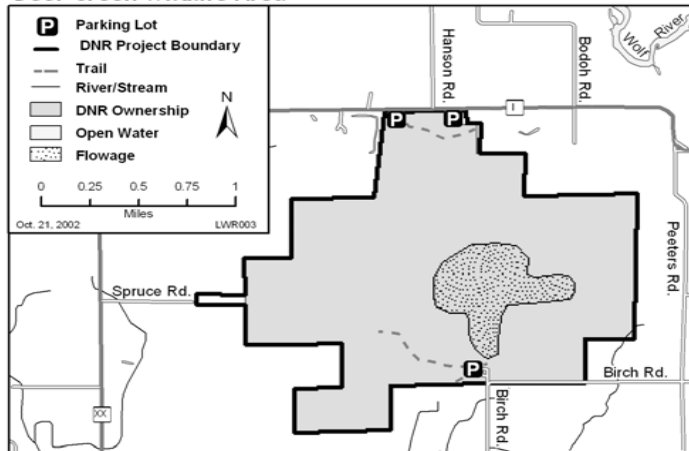 P Parking Lot
DNR Project Boundary
Trail
River/Stream
DNR Ownership
Open Water
Flowage
N
0 0.25 0.5 0.75 1
Miles
Oct. 21, 2002 LWR003
Hanson Rd.
Bodoh Rd.
Wolf River
I
P P
Peeters Rd.
Spruce Rd.
P
Birch Rd.
Birch Rd.
XX